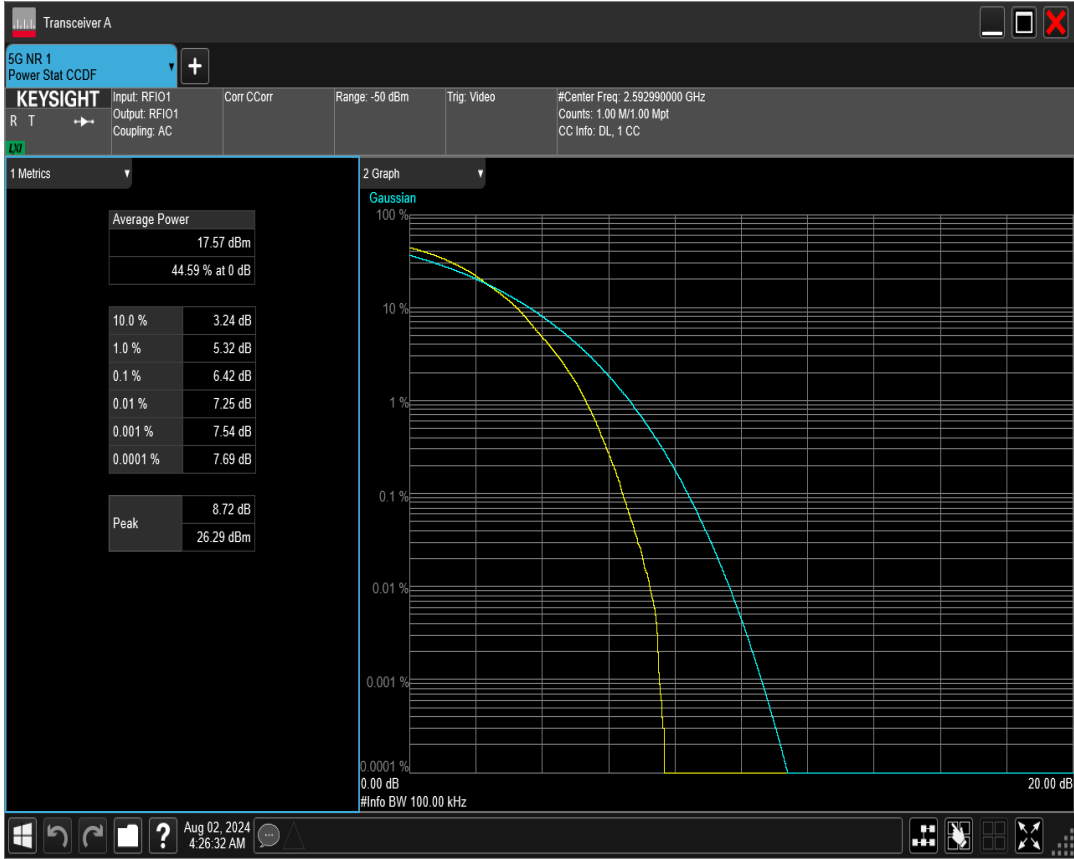 Transceiver A
5G NR 1
Power Stat CCDF
+
KEYSIGHT
R T
LXI
Input: RFIO1
Output: RFIO1
Coupling: AC
Corr CCorr
Range: -50 dBm
Trig: Video
#Center Freq: 2.592990000 GHz
Counts: 1.00 M/1.00 Mpt
CC Info: DL, 1 CC
1 Metrics
Average Power
17.57 dBm
44.59 % at 0 dB
10.0 % 3.24 dB
1.0 % 5.32 dB
0.1 % 6.42 dB
0.01 % 7.25 dB
0.001 % 7.54 dB
0.0001 % 7.69 dB
Peak
8.72 dB
26.29 dBm
2 Graph
Gaussian
100 %
10 %
1 %
0.1 %
0.01 %
0.001 %
0.0001 %
0.00 dB 20.00 dB
#Info BW 100.00 kHz
?
Aug 02, 2024
4:26:32 AM